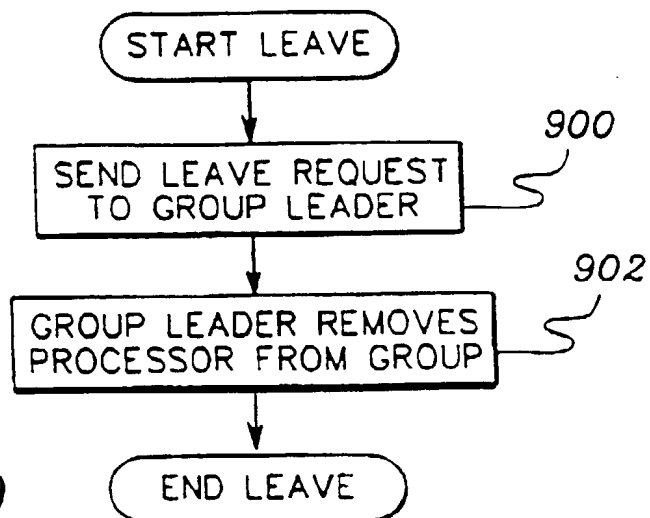 START LEAVE
900
SEND LEAVE REQUEST
TO GROUP LEADER
902
GROUP LEADER REMOVES
PROCESSOR FROM GROUP
END LEAVE